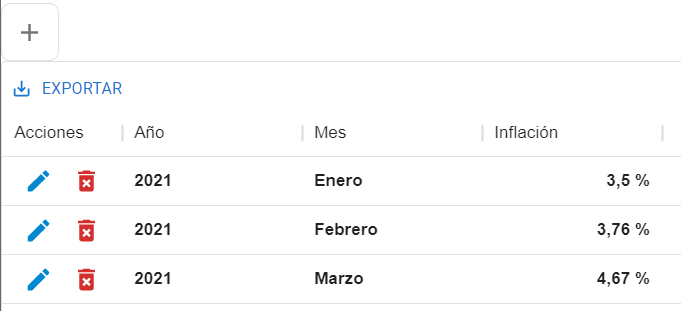 EXPORTAR
Acciones Año Mes Inflación
2021 Enero 3,5 %
2021 Febrero 3,76 %
2021 Marzo 4,67 %